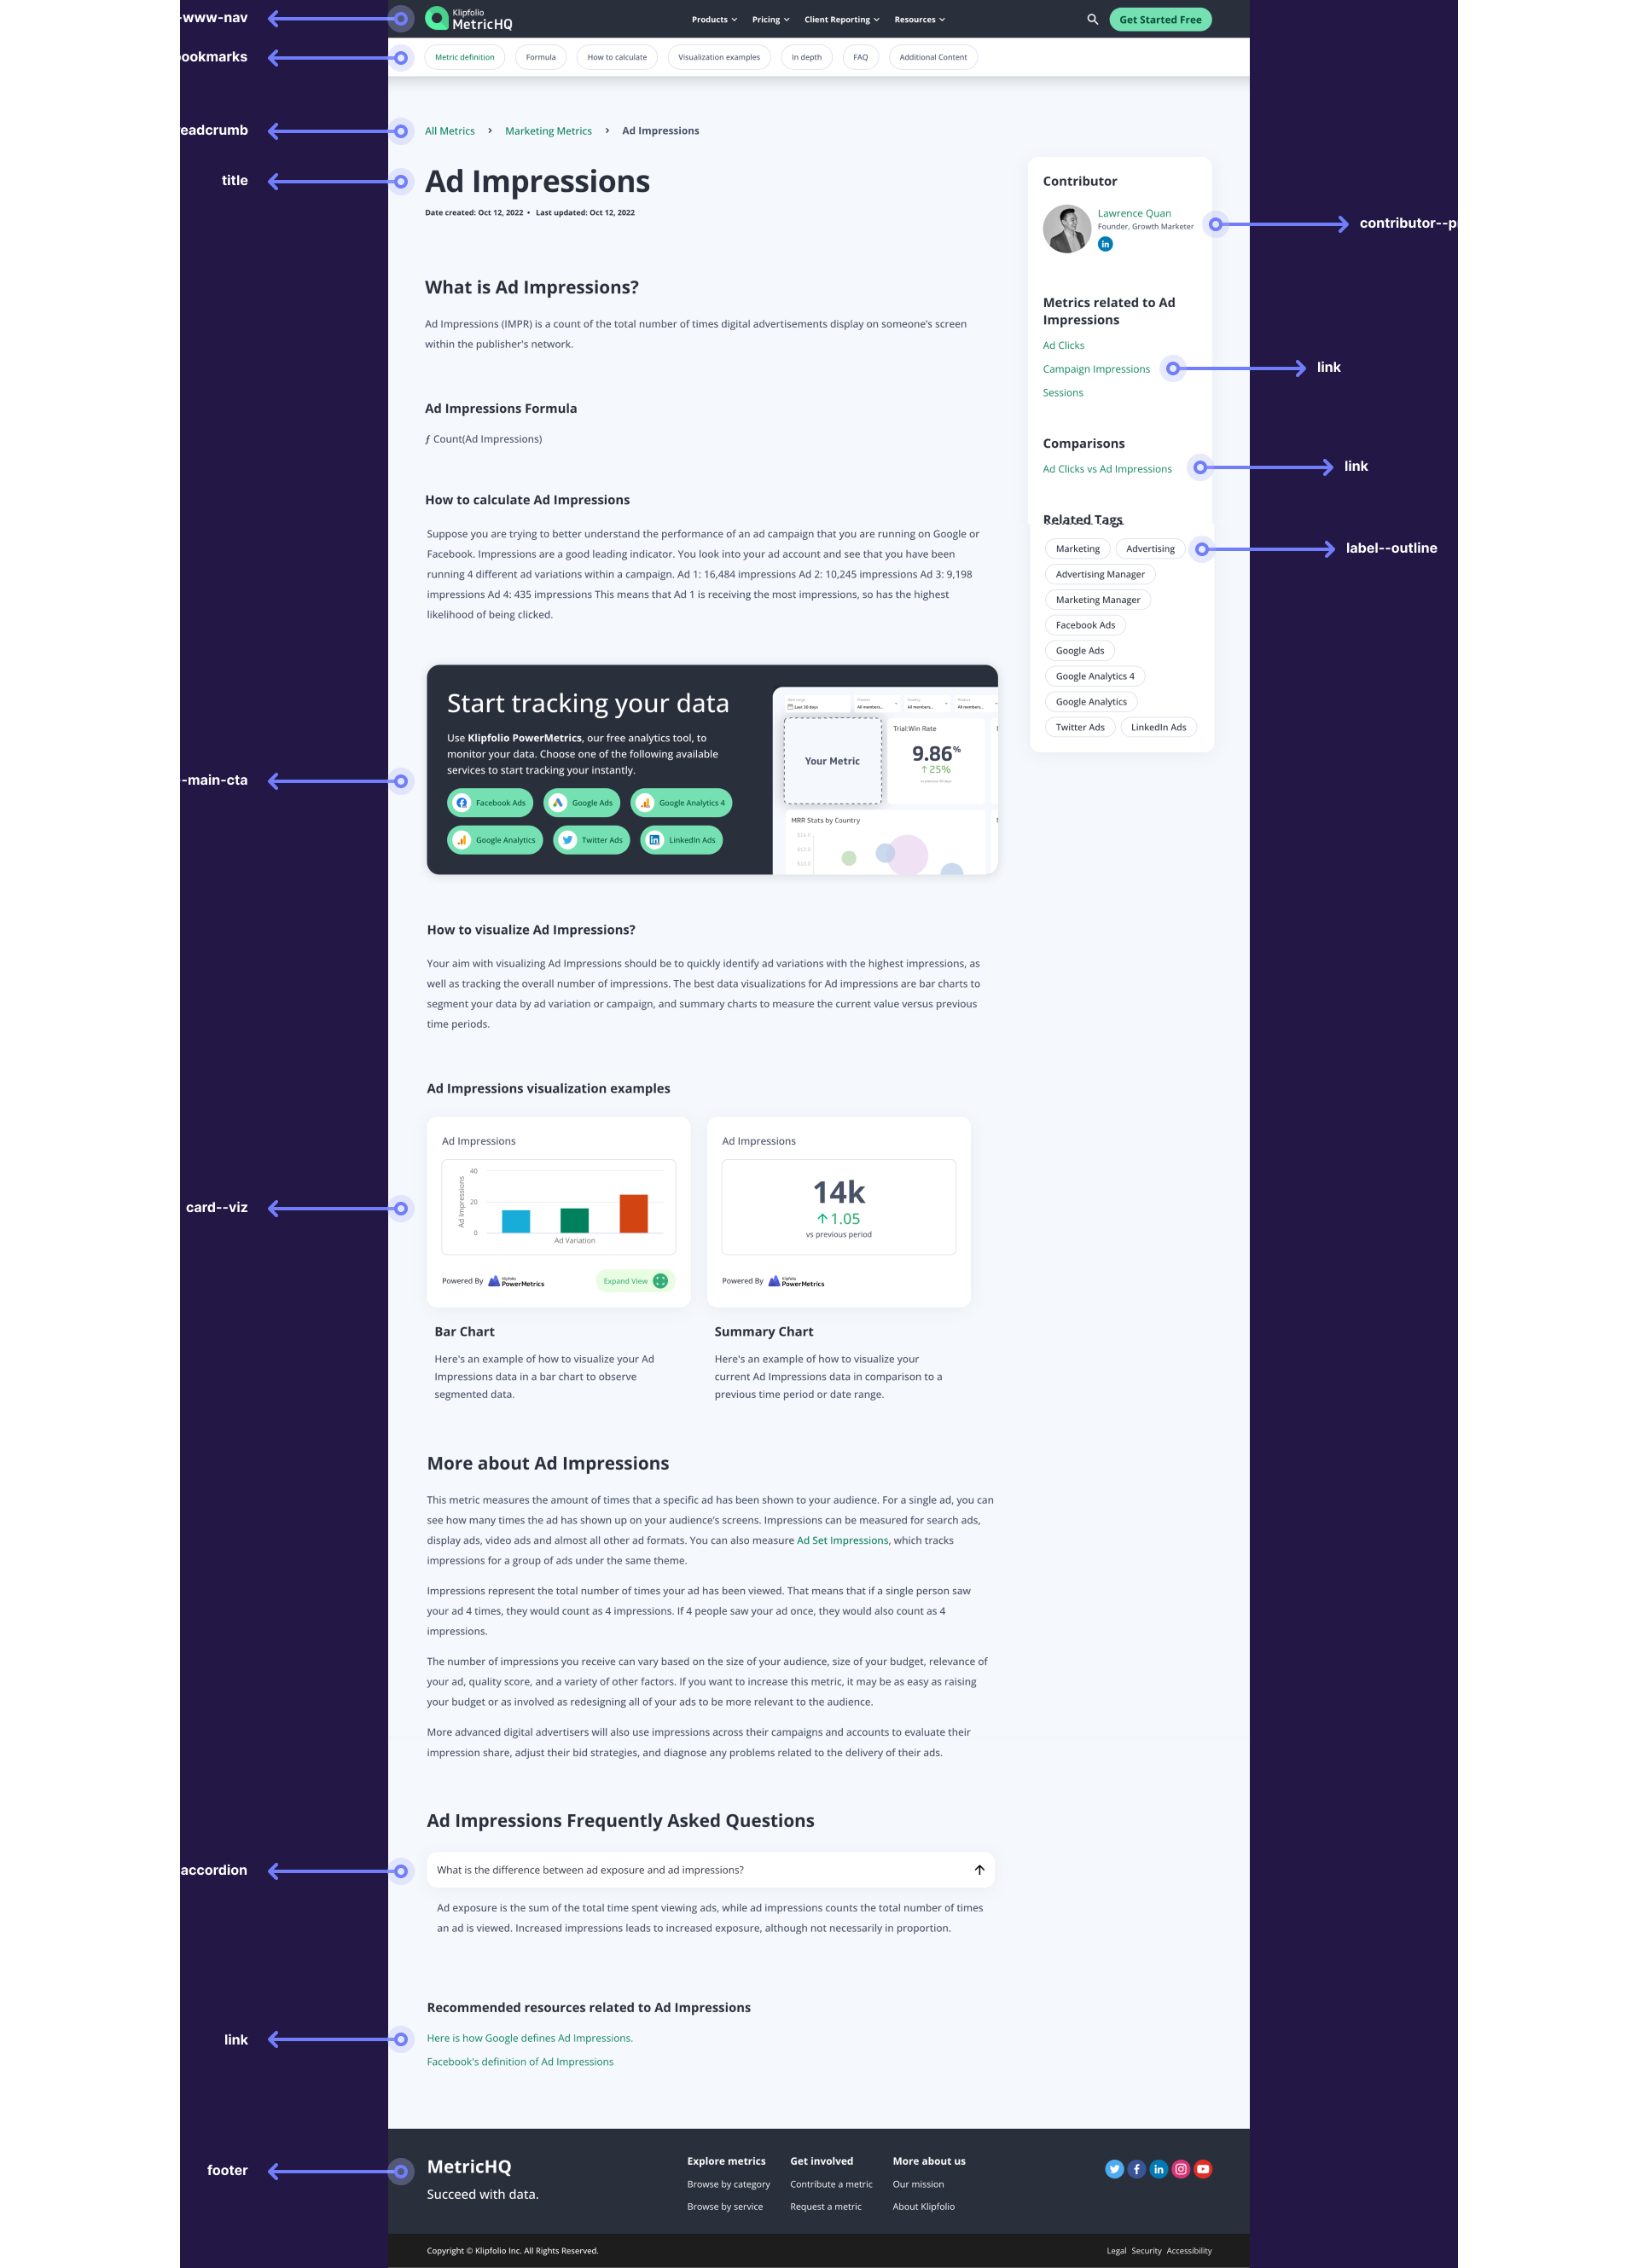 -www-nav
Klipfolio
MetricHQ
Products
Pricing
Client Reporting
Resources
Get Started Free
ookmarks
Metric definition
Formula
How to calculate
Visualization examples
In depth
FAQ
Additional Content
eadcrumb
All Metrics > Marketing Metrics > Ad Impressions
title
Ad Impressions
Date created: Oct 12, 2022 • Last updated: Oct 12, 2022
What is Ad Impressions?
Ad Impressions (IMPR) is a count of the total number of times digital advertisements display on someone's screen
within the publisher's network.
Ad Impressions Formula
ƒ Count(Ad Impressions)
How to calculate Ad Impressions
Suppose you are trying to better understand the performance of an ad campaign that you are running on Google or
Facebook. Impressions are a good leading indicator. You look into your ad account and see that you have been
running 4 different ad variations within a campaign. Ad 1: 16,484 impressions Ad 2: 10,245 impressions Ad 3: 9,198
impressions Ad 4: 435 impressions This means that Ad 1 is receiving the most impressions, so has the highest
likelihood of being clicked.
Contributor
Lawrence Quan
Founder, Growth Marketer
in
contributor--p
Metrics related to Ad
Impressions
Ad Clicks
Campaign Impressions
link
Sessions
Comparisons
Ad Clicks vs Ad Impressions
link
Related Tags
Marketing
Advertising
label--outline
Advertising Manager
Marketing Manager
Facebook Ads
Google Ads
Google Analytics 4
Google Analytics
Twitter Ads
LinkedIn Ads
-main-cta
Start tracking your data
Use Klipfolio PowerMetrics, our free analytics tool, to
monitor your data. Choose one of the following available
services to start tracking your instantly.
Facebook Ads
Google Ads
Google Analytics 4
Google Analytics
Twitter Ads
LinkedIn Ads
Last 30 days
All members...
All members...
All members...
Your Metric
Trial:Win Rate
9.86%
↑25%
vs previous 30 days
MRR Stats by Country
$14.0
$12.0
$10.0
How to visualize Ad Impressions?
Your aim with visualizing Ad Impressions should be to quickly identify ad variations with the highest impressions, as
well as tracking the overall number of impressions. The best data visualizations for Ad impressions are bar charts to
segment your data by ad variation or campaign, and summary charts to measure the current value versus previous
time periods.
Ad Impressions visualization examples
card--viz
Ad Impressions
40
20
0
Ad Impressions
Ad Variation
Powered By Klipfolio PowerMetrics
Expand View
Ad Impressions
14k
↑1.05
vs previous period
Powered By Klipfolio PowerMetrics
Bar Chart
Here's an example of how to visualize your Ad
Impressions data in a bar chart to observe
segmented data.
Summary Chart
Here's an example of how to visualize your
current Ad Impressions data in comparison to a
previous time period or date range.
More about Ad Impressions
This metric measures the amount of times that a specific ad has been shown to your audience. For a single ad, you can
see how many times the ad has shown up on your audience's screens. Impressions can be measured for search ads,
display ads, video ads and almost all other ad formats. You can also measure Ad Set Impressions, which tracks
impressions for a group of ads under the same theme.
Impressions represent the total number of times your ad has been viewed. That means that if a single person saw
your ad 4 times, they would count as 4 impressions. If 4 people saw your ad once, they would also count as 4
impressions.
The number of impressions you receive can vary based on the size of your audience, size of your budget, relevance of
your ad, quality score, and a variety of other factors. If you want to increase this metric, it may be as easy as raising
your budget or as involved as redesigning all of your ads to be more relevant to the audience.
More advanced digital advertisers will also use impressions across their campaigns and accounts to evaluate their
impression share, adjust their bid strategies, and diagnose any problems related to the delivery of their ads.
Ad Impressions Frequently Asked Questions
accordion
What is the difference between ad exposure and ad impressions?
Ad exposure is the sum of the total time spent viewing ads, while ad impressions counts the total number of times
an ad is viewed. Increased impressions leads to increased exposure, although not necessarily in proportion.
Recommended resources related to Ad Impressions
link
Here is how Google defines Ad Impressions.
Facebook's definition of Ad Impressions
footer
MetricHQ
Succeed with data.
Explore metrics
Browse by category
Browse by service
Get involved
Contribute a metric
Request a metric
More about us
Our mission
About Klipfolio
Copyright © Klipfolio Inc. All Rights Reserved.
Legal Security Accessibility